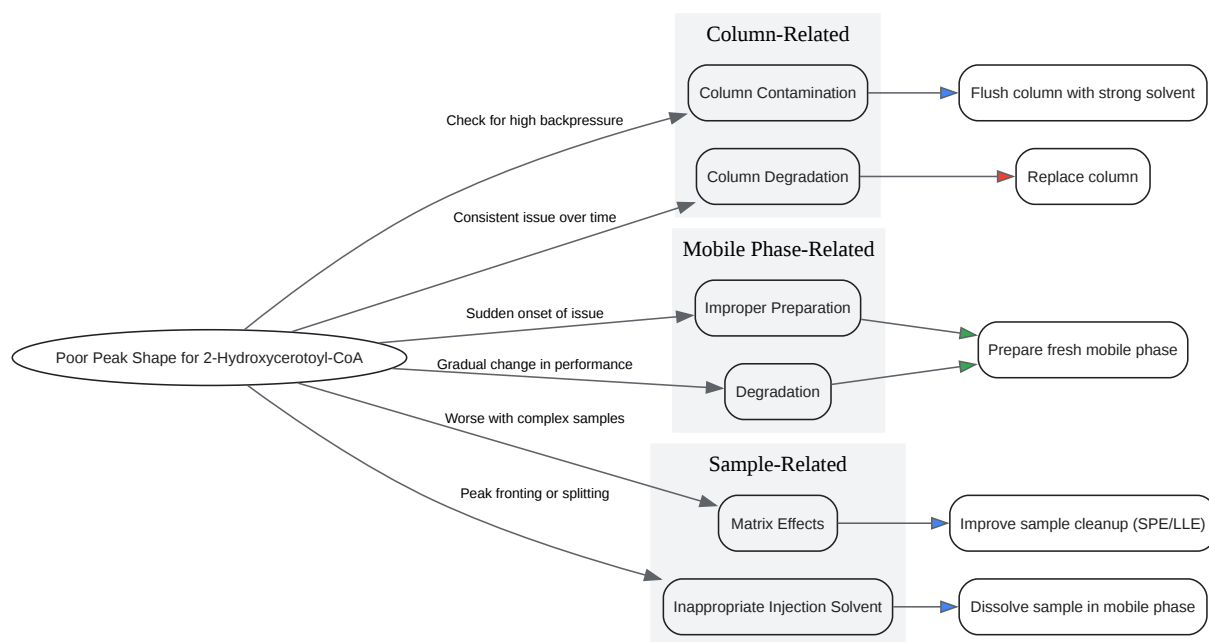 Column-Related
Column Contamination
Flush column with strong solvent
Check for high backpressure
Column Degradation
Replace column
Consistent issue over time
Mobile Phase-Related
Improper Preparation
Sudden onset of issue
Prepare fresh mobile phase
Poor Peak Shape for 2-Hydroxycerotoyl-CoA
Gradual change in performance
Degradation
Worse with complex samples
Sample-Related
Peak fronting or splitting
Matrix Effects
Improve sample cleanup (SPE/LLE)
Inappropriate Injection Solvent
Dissolve sample in mobile phase